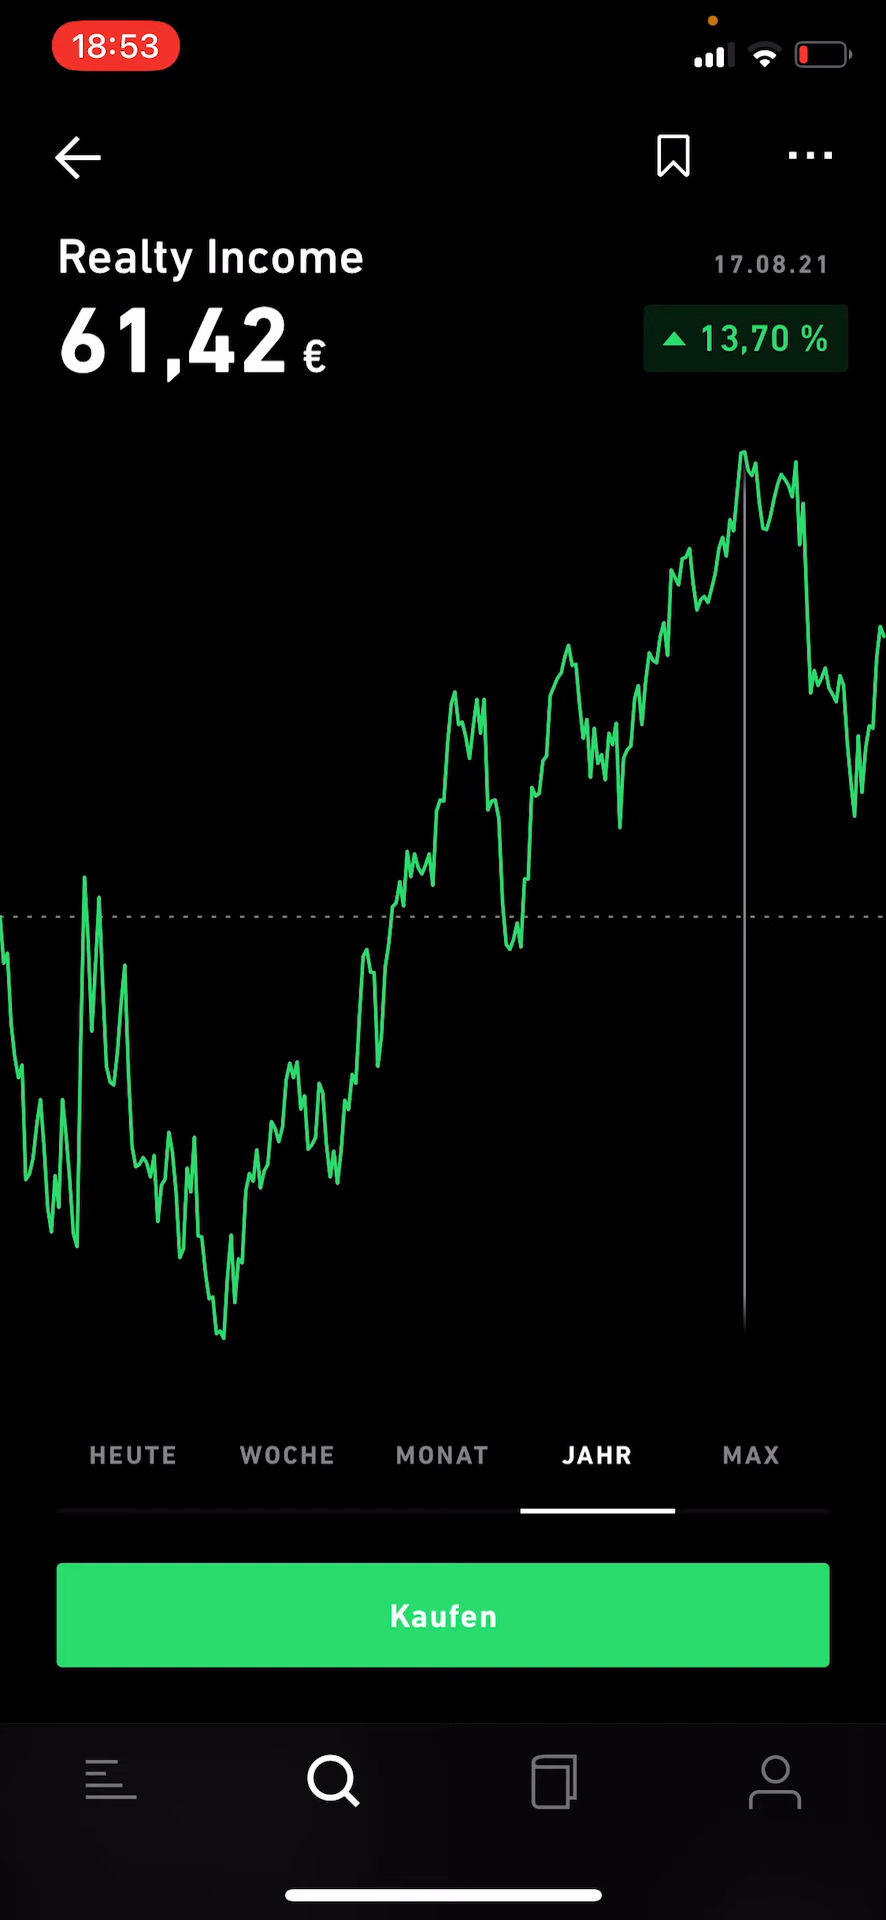 18:53
Realty Income
17.08.21
61,42 €
▲ 13,70 %
HEUTE WOCHE MONAT JAHR MAX
Kaufen